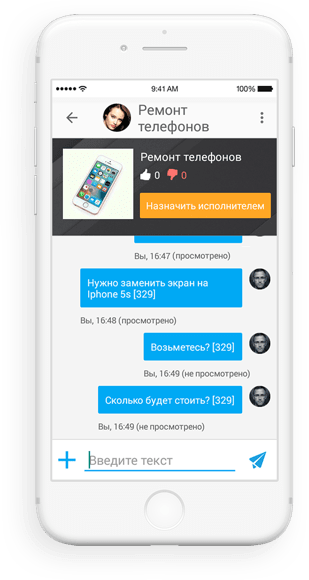 9:41 AM
100%
Ремонт
телефонов
Ремонт телефонов
0 0
Назначить исполнителем
Вы, 16:47 (просмотрено)
Нужно заменить экран на
Iphone 5s [329]
Вы, 16:48 (просмотрено)
Возьметесь? [329]
Вы, 16:49 (не просмотрено)
Сколько будет стоить? [329]
Вы, 16:49 (не просмотрено)
Введите текст